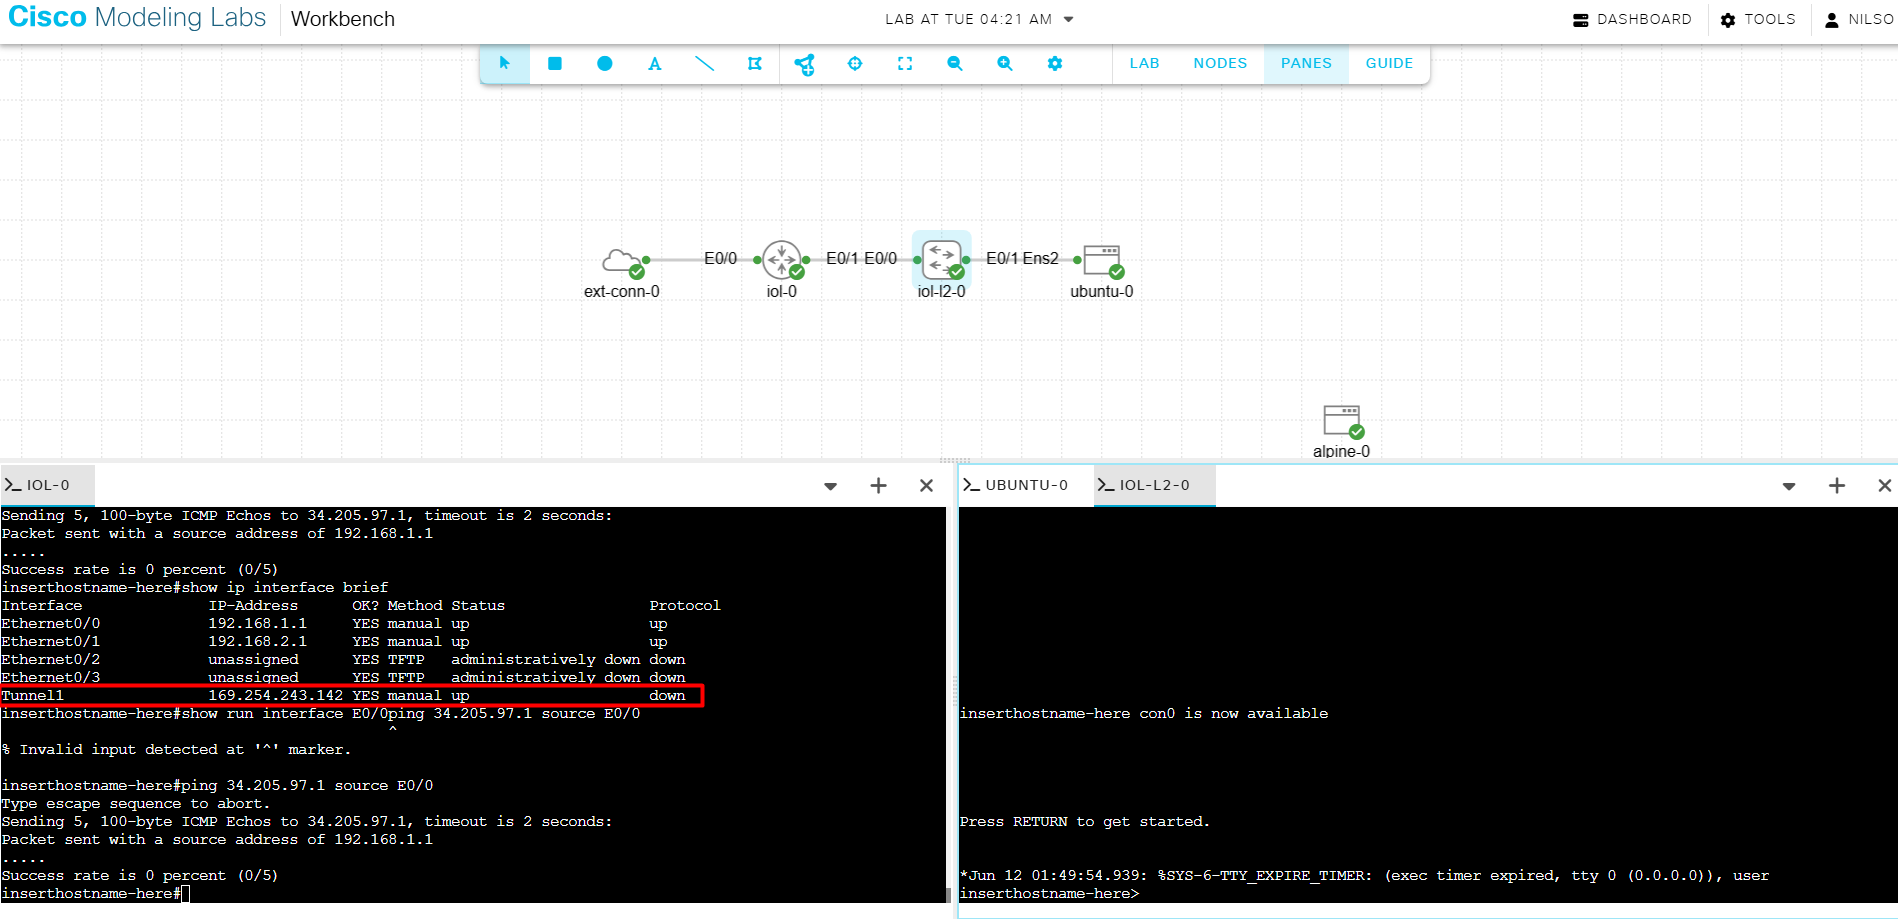 Cisco Modeling Labs Workbench LAB AT TUE 04:21 AM DASHBOARD TOOLS NILSO
A LAB NODES PANES GUIDE
E0/0 E0/1 E0/0 E0/1 Ens2
ext-conn-0 iol-0 iol-l2-0 ubuntu-0
alpine-0
IOL-0
Sending 5, 100-byte ICMP Echos to 34.205.97.1, timeout is 2 seconds:
Packet sent with a source address of 192.168.1.1
.....
Success rate is 0 percent (0/5)
inserthostname-here#show ip interface brief
Interface IP-Address OK? Method Status Protocol
Ethernet0/0 192.168.1.1 YES manual up up
Ethernet0/1 192.168.2.1 YES manual up up
Ethernet0/2 unassigned YES TFTP administratively down down
Ethernet0/3 unassigned YES TFTP administratively down down
Tunnel1 169.254.243.142 YES manual up down
inserthostname-here#show run interface E0/0ping 34.205.97.1 source E0/0
^
% Invalid input detected at '^' marker.
inserthostname-here#ping 34.205.97.1 source E0/0
Type escape sequence to abort.
Sending 5, 100-byte ICMP Echos to 34.205.97.1, timeout is 2 seconds:
Packet sent with a source address of 192.168.1.1
.....
Success rate is 0 percent (0/5)
inserthostname-here#
UBUNTU-0 IOL-L2-0
inserthostname-here con0 is now available
Press RETURN to get started.
*Jun 12 01:49:54.939: %SYS-6-TTY_EXPIRE_TIMER: (exec timer expired, tty 0 (0.0.0.0)), user
inserthostname-here>